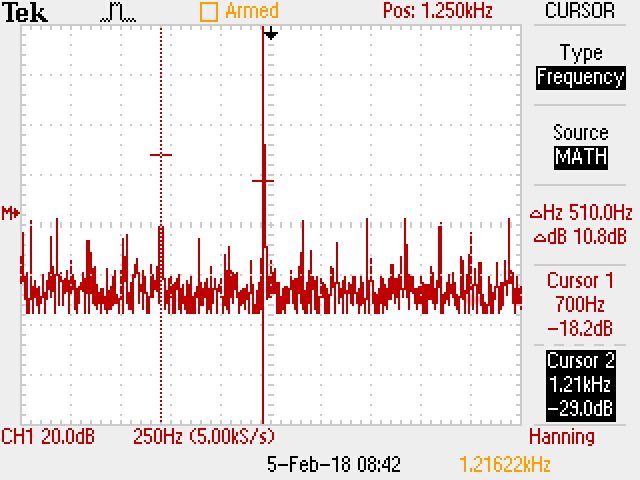 Tek Armed Pos: 1.250kHz CURSOR
Type
Frequency
Source
MATH
M
△Hz 510.0Hz
△dB 10.8dB
Cursor 1
700Hz
-18.2dB
Cursor 2
1.21kHz
-29.0dB
CH1 20.0dB 250Hz (5.00kS/s) Hanning
5-Feb-18 08:42 1.21622kHz